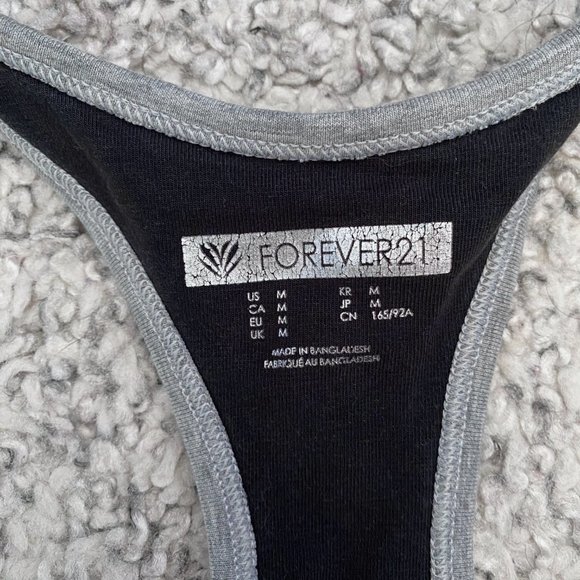 FOREVER21
US M KR M
CA M JP M
EU M CN 165/92A
UK M
MADE IN BANGLADESH
FABRIQUÉ AU BANGLADESH